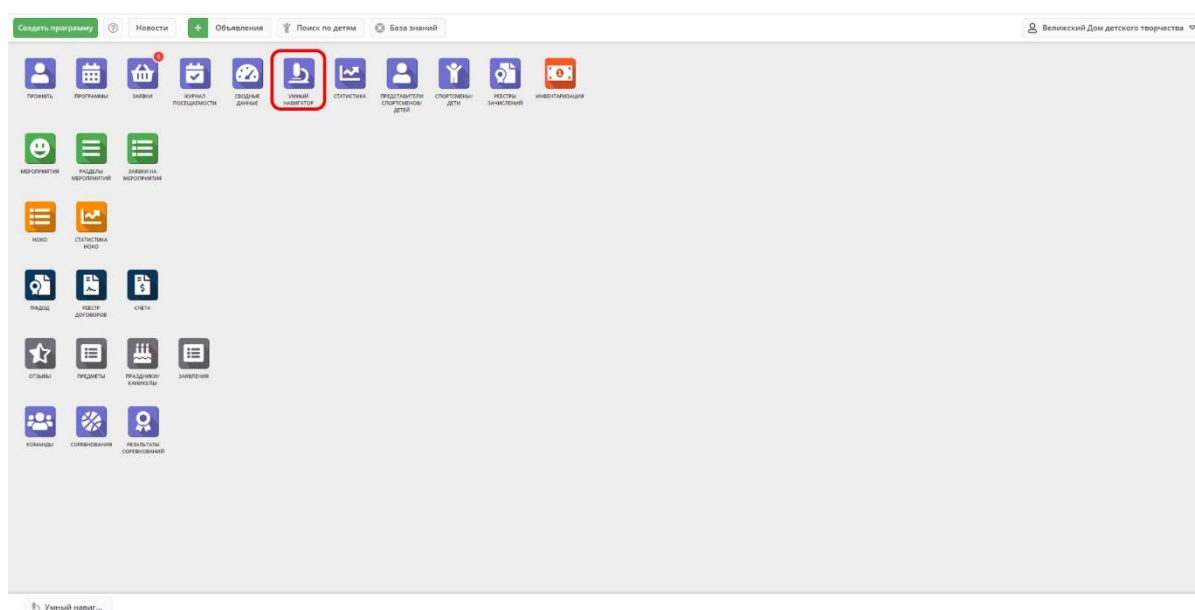 Создать программу
Новости
Объявления
Поиск по детям
База знаний
Велижский Дом детского творчества
ПРОФИЛЬ
ПРОГРАММЫ
1
ЗАЯВКИ
ЖУРНАЛ
ПОСЕЩАЕМОСТИ
СВОДНЫЕ
ДАННЫЕ
УМНЫЙ
НАВИГАТОР
СТАТИСТИКА
ПРЕДСТАВИТЕЛИ
СПОРТСМЕНОВ/
ДЕТЕЙ
СПОРТСМЕНЫ/
ДЕТИ
РЕЕСТРЫ
ЗАЧИСЛЕНИЙ
ИНВЕНТАРИЗАЦИЯ
МЕРОПРИЯТИЯ
РАЗДЕЛЫ
МЕРОПРИЯТИЙ
ЗАЯВКИ НА
МЕРОПРИЯТИЯ
НОКО
СТАТИСТИКА
НОКО
ПФДОД
РЕЕСТР
ДОГОВОРОВ
СЧЕТА
ОТЗЫВЫ
ПРЕДМЕТЫ
ПРАЗДНИКИ/
КАНИКУЛЫ
ЗАЯВЛЕНИЯ
КОМАНДЫ
СОРЕВНОВАНИЯ
РЕЗУЛЬТАТЫ
СОРЕВНОВАНИЙ
Умный навиг...